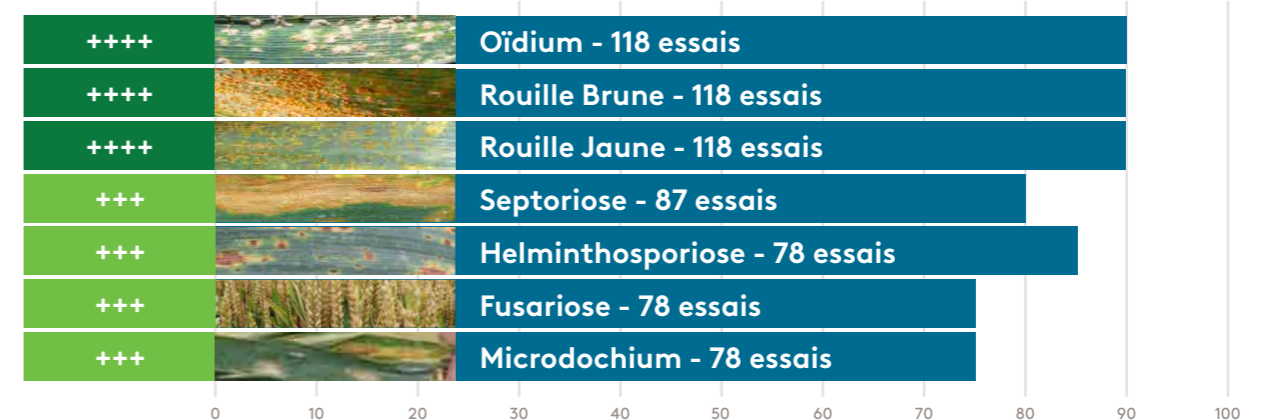 ++++ Oïdium - 118 essais
++++ Rouille Brune - 118 essais
++++ Rouille Jaune - 118 essais
+++ Septoriose - 87 essais
+++ Helminthosporiose - 78 essais
+++ Fusariose - 78 essais
+++ Microdochium - 78 essais
0 10 20 30 40 50 60 70 80 90 100